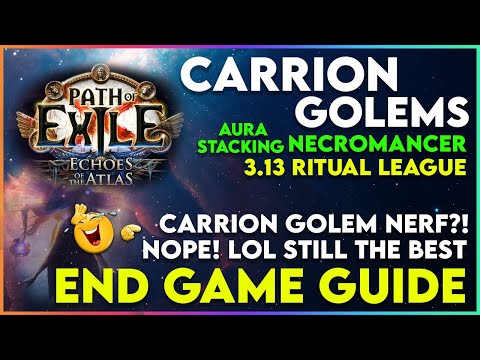 CARRION
GOLEMS
AURA
STACKING NECROMANCER
3.13 RITUAL LEAGUE
PATH OF
EXILE
ECHOES
OF THE
ATLAS
CARRION GOLEM NERF?!
NOPE! LOL STILL THE BEST
END GAME GUIDE